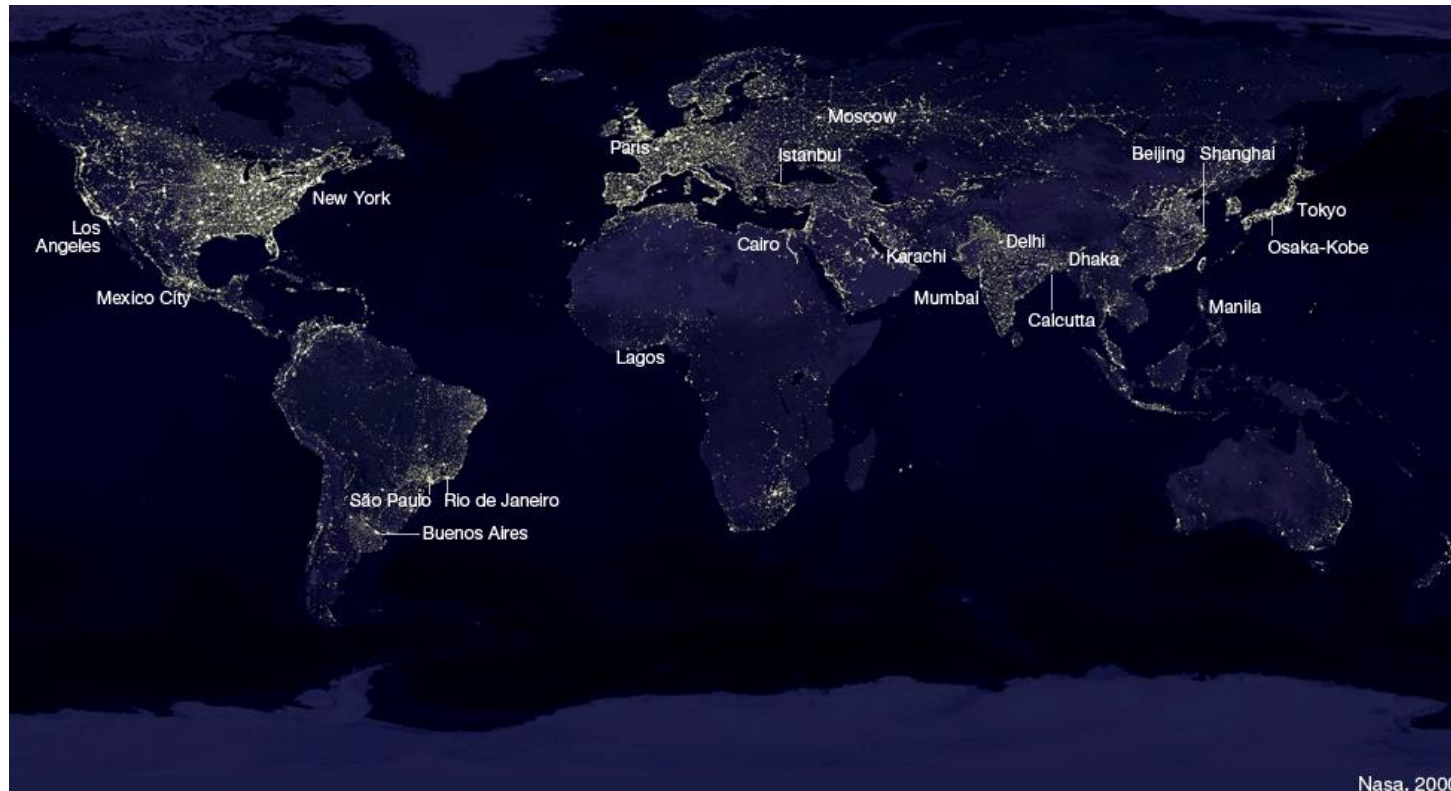 Moscow
Paris
Istanbul
Beijing
Shanghai
New York
Tokyo
Los
Angeles
Cairo
Delhi
Osaka-Kobe
Karachi
Dhaka
Mexico City
Mumbai
Manila
Calcutta
Lagos
São Paulo
Rio de Janeiro
Buenos Aires
Nasa, 2000